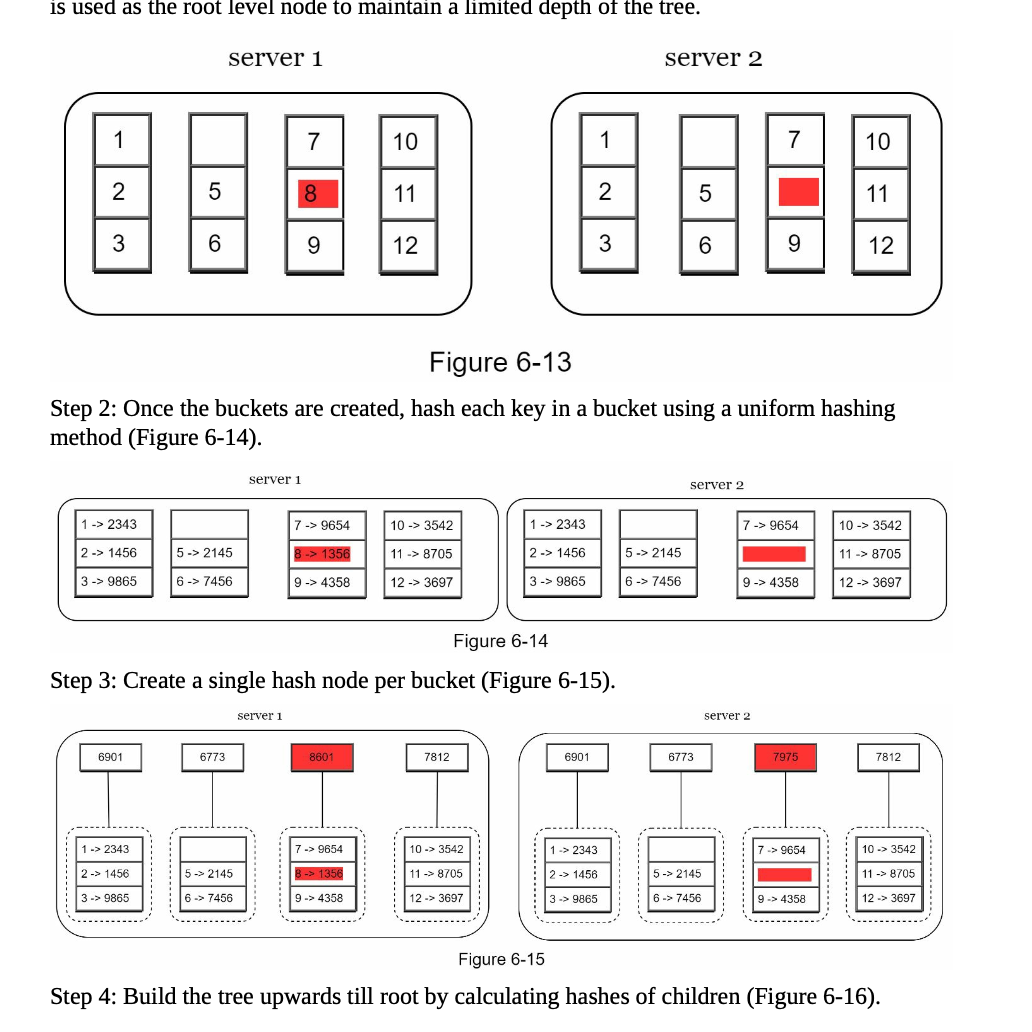 is used as the root level node to maintain a limited depth of the tree.
server 1 server 2
1 7 10 1 7 10
2 5 8 11 2 5 11
3 6 9 12 3 6 9 12
Figure 6-13
Step 2: Once the buckets are created, hash each key in a bucket using a uniform hashing
method (Figure 6-14).
server 1 server 2
1 -> 2343 7 -> 9654 10 -> 3542 1 -> 2343 7 -> 9654 10 -> 3542
2 -> 1456 5 -> 2145 8 -> 1356 11 -> 8705 2 -> 1456 5 -> 2145 11 -> 8705
3 -> 9865 6 -> 7456 9 -> 4358 12 -> 3697 3 -> 9865 6 -> 7456 9 -> 4358 12 -> 3697
Figure 6-14
Step 3: Create a single hash node per bucket (Figure 6-15).
server 1 server 2
6901 6773 8601 7812 6901 6773 7975 7812
1 -> 2343 7 -> 9654 10 -> 3542 1 -> 2343 7 -> 9654 10 -> 3542
2 -> 1456 5 -> 2145 8 -> 1356 11 -> 8705 2 -> 1456 5 -> 2145 11 -> 8705
3 -> 9865 6 -> 7456 9 -> 4358 12 -> 3697 3 -> 9865 6 -> 7456 9 -> 4358 12 -> 3697
Figure 6-15
Step 4: Build the tree upwards till root by calculating hashes of children (Figure 6-16).